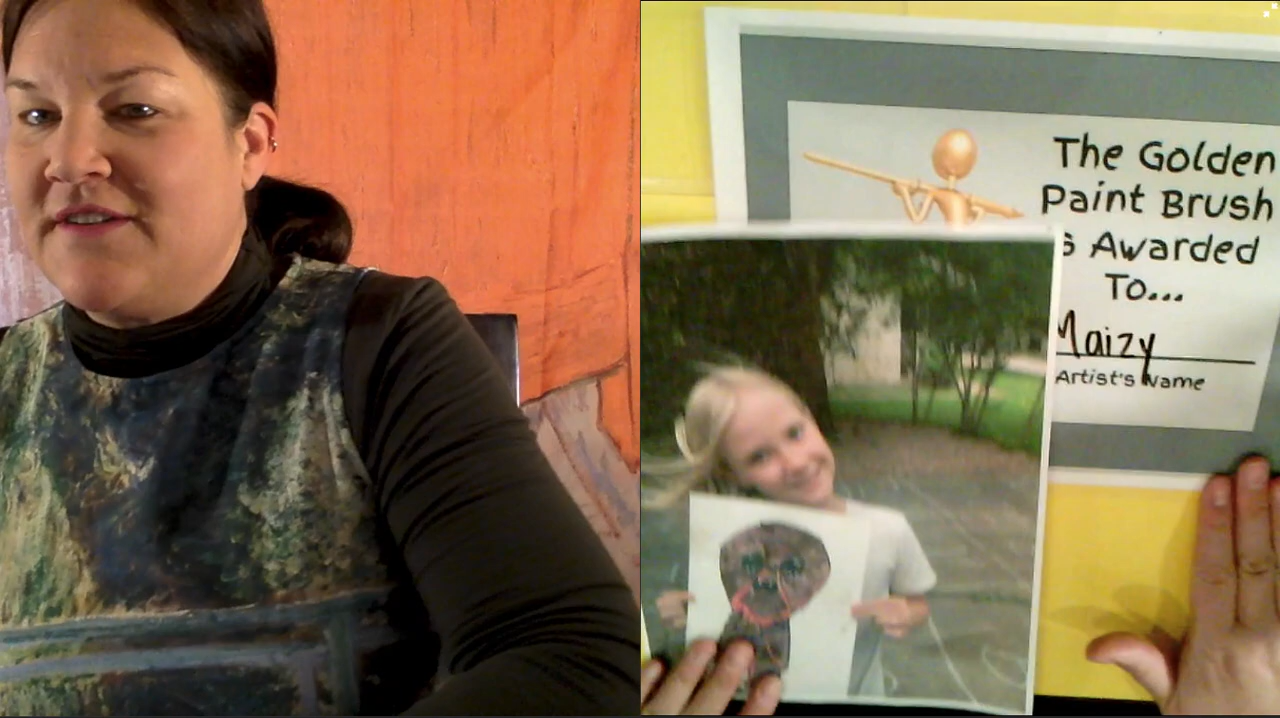 The Golden
Paint Brush
s Awarded
To...
Maizy
Artist's Name